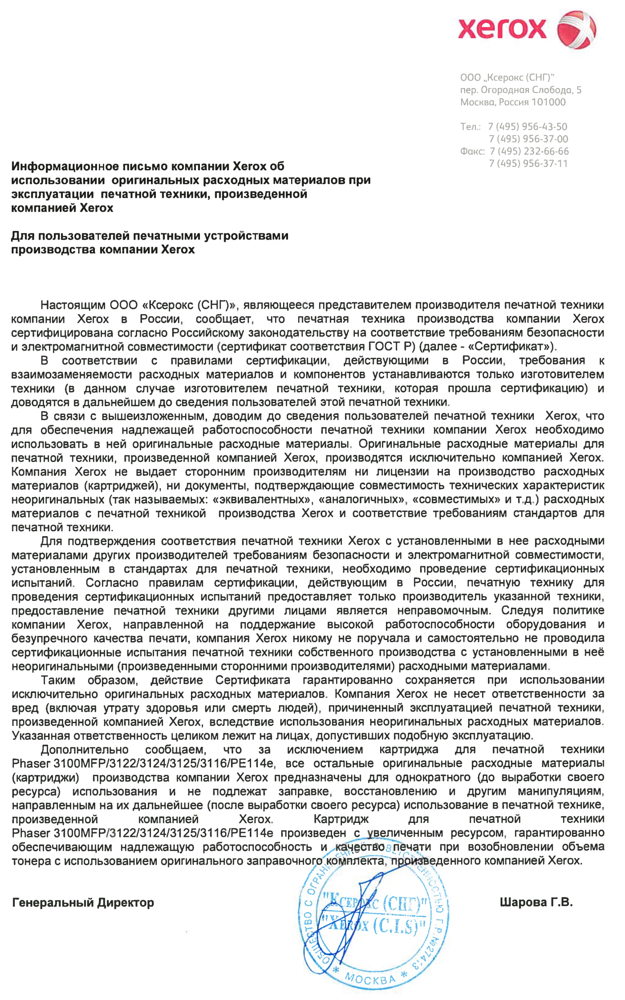 xerox
ООО „Ксерокс (СНГ)"
пер. Огородная Слобода, 5
Москва, Россия 101000
Тел.: 7 (495) 956-43-50
7 (495) 956-37-00
Факс: 7 (495) 232-66-66
7 (495) 956-37-11
Информационное письмо компании Xerox об
использовании оригинальных расходных материалов при
эксплуатации печатной техники, произведенной
компанией Xerox
Для пользователей печатными устройствами
производства компании Xerox
Настоящим ООО «Ксерокс (СНГ)», являющееся представителем производителя печатной техники
компании Xerox в России, сообщает, что печатная техника производства компании Xerox
сертифицирована согласно Российскому законодательству на соответствие требованиям безопасности
и электромагнитной совместимости (сертификат соответствия ГОСТ Р) (далее - «Сертификат»).
В соответствии с правилами сертификации, действующими в России, требования к
взаимозаменяемости расходных материалов и компонентов устанавливаются только изготовителем
техники (в данном случае изготовителем печатной техники, которая прошла сертификацию) и
доводятся в дальнейшем до сведения пользователей этой печатной техники.
В связи с вышеизложенным, доводим до сведения пользователей печатной техники Xerox, что
для обеспечения надлежащей работоспособности печатной техники компании Xerox необходимо
использовать в ней оригинальные расходные материалы. Оригинальные расходные материалы для
печатной техники, произведенной компанией Xerox, производятся исключительно компанией Xerox.
Компания Xerox не выдает сторонним производителям ни лицензии на производство расходных
материалов (картриджей), ни документы, подтверждающие совместимость технических характеристик
неоригинальных (так называемых: «эквивалентных», «аналогичных», «совместимых» и т.д.) расходных
материалов с печатной техникой производства Xerox и соответствие требованиям стандартов для
печатной техники.
Для подтверждения соответствия печатной техники Xerox с установленными в нее расходными
материалами других производителей требованиям безопасности и электромагнитной совместимости,
установленным в стандартах для печатной техники, необходимо проведение сертификационных
испытаний. Согласно правилам сертификации, действующим в России, печатную технику для
проведения сертификационных испытаний предоставляет только производитель указанной техники,
предоставление печатной техники другими лицами является неправомочным. Следуя политике
компании Xerox, направленной на поддержание высокой работоспособности оборудования и
безупречного качества печати, компания Xerox никому не поручала и самостоятельно не проводила
сертификационные испытания печатной техники собственного производства с установленными в неё
неоригинальными (произведенными сторонними производителями) расходными материалами.
Таким образом, действие Сертификата гарантированно сохраняется при использовании
исключительно оригинальных расходных материалов. Компания Xerox не несет ответственности за
вред (включая утрату здоровья или смерть людей), причиненный эксплуатацией печатной техники,
произведенной компанией Xerox, вследствие использования неоригинальных расходных материалов.
Указанная ответственность целиком лежит на лицах, допустивших подобную эксплуатацию.
Дополнительно сообщаем, что за исключением картриджа для печатной техники
Phaser 3100MFP/3122/3124/3125/3116/PE114e, все остальные оригинальные расходные материалы
(картриджи) производства компании Xerox предназначены для однократного (до выработки своего
ресурса) использования и не подлежат заправке, восстановлению и другим манипуляциям,
направленным на их дальнейшее (после выработки своего ресурса) использование в печатной технике,
произведенной компанией Xerox. Картридж для печатной техники
Phaser 3100MFP/3122/3124/3125/3116/PE114e произведен с увеличенным ресурсом, гарантированно
обеспечивающим надлежащую работоспособность и качество печати при возобновлении объема
тонера с использованием оригинального заправочного комплекта, произведенного компанией Xerox.
Генеральный Директор
Шарова Г.В.
ОБЩЕСТВО С ОГРАНИЧЕННОЙ ОТВЕТСТВЕННОСТЬЮ Г.Р.
"Ксерокс (СНГ)"
"Xerox (C.I.S)"
* МОСКВА *